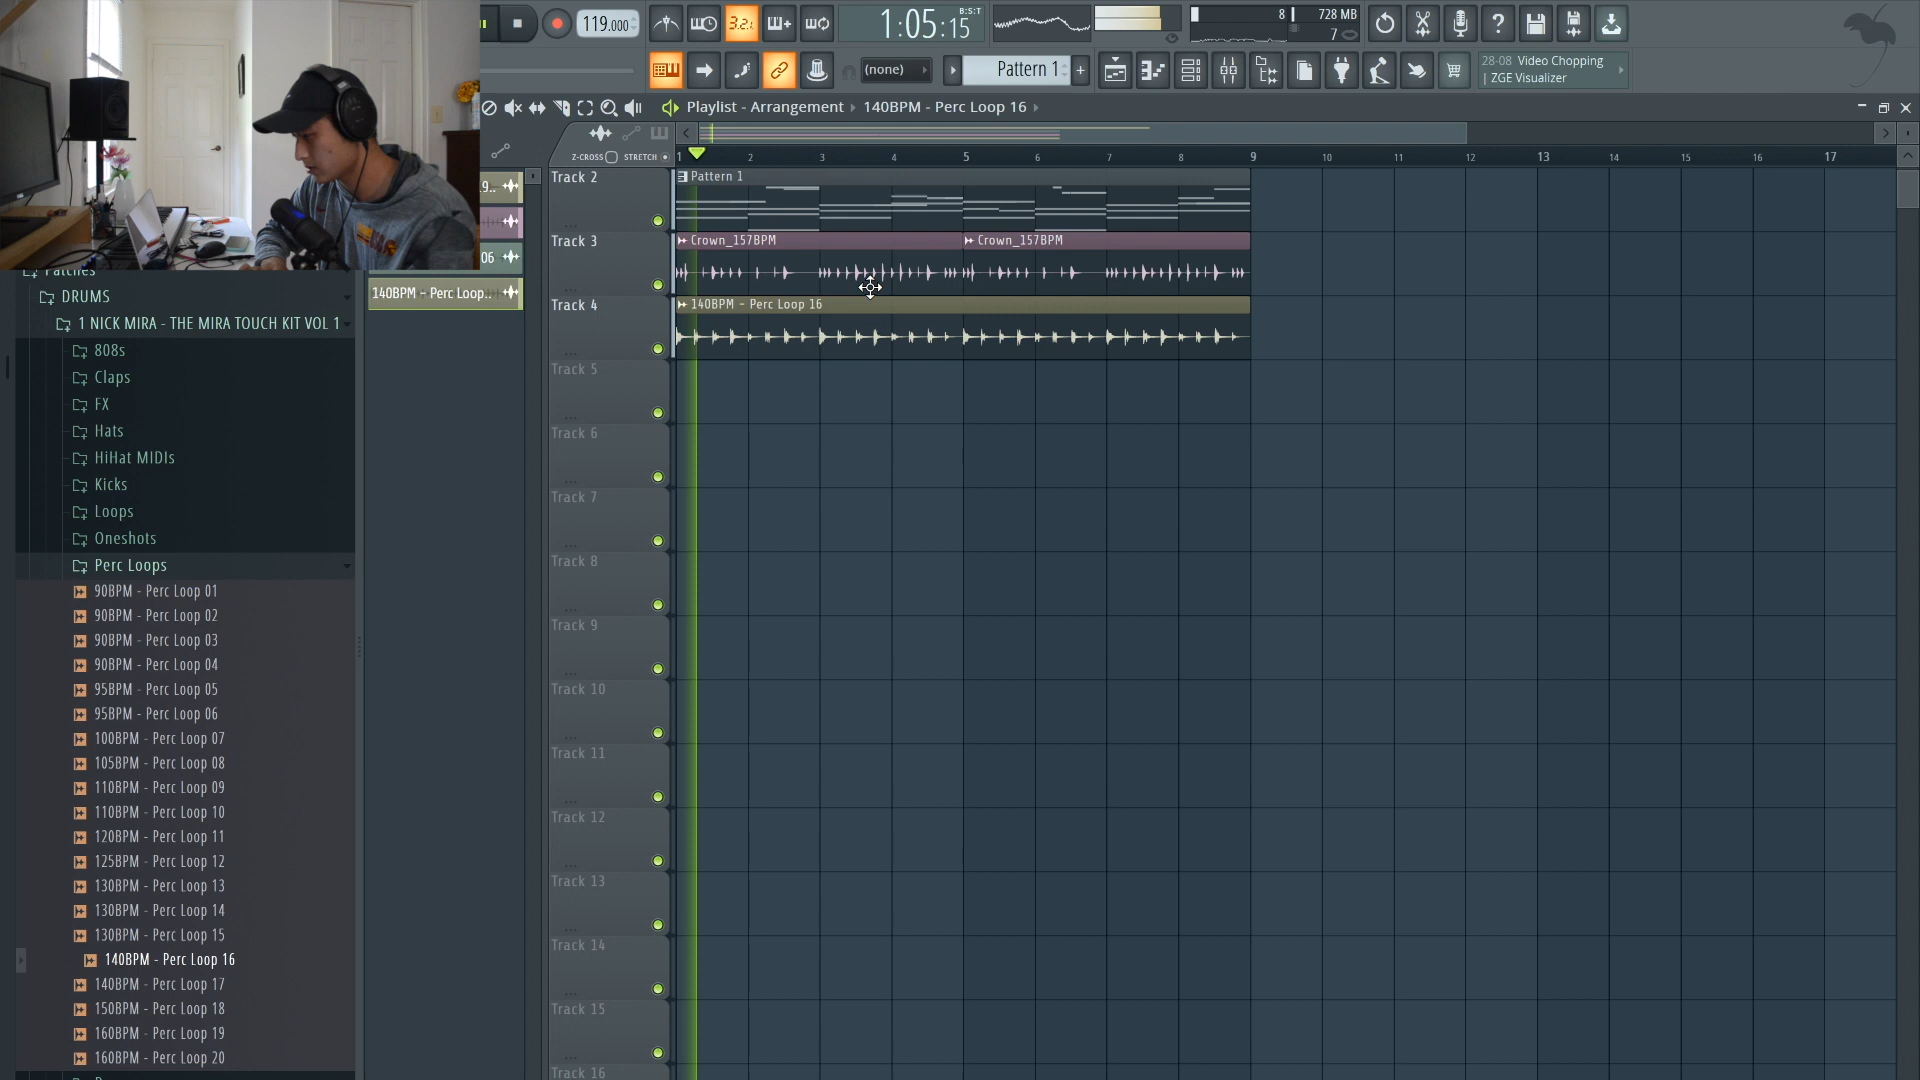 119.000
3.2.
1:05:15
B:S:T
8
728 MB
7
(none)
Pattern 1
+
28-08 Video Chopping
| ZGE Visualizer
Playlist - Arrangement › 140BPM - Perc Loop 16 ›
Z-CROSS STRETCH
1 2 3 4 5 6 7 8 9 10 11 12 13 14 15 16 17
9..
06
140BPM - Perc Loop..
Patches
DRUMS
1 NICK MIRA - THE MIRA TOUCH KIT VOL 1
808s
Claps
FX
Hats
HiHat MIDIs
Kicks
Loops
Oneshots
Perc Loops
90BPM - Perc Loop 01
90BPM - Perc Loop 02
90BPM - Perc Loop 03
90BPM - Perc Loop 04
95BPM - Perc Loop 05
95BPM - Perc Loop 06
100BPM - Perc Loop 07
105BPM - Perc Loop 08
110BPM - Perc Loop 09
110BPM - Perc Loop 10
120BPM - Perc Loop 11
125BPM - Perc Loop 12
130BPM - Perc Loop 13
130BPM - Perc Loop 14
130BPM - Perc Loop 15
140BPM - Perc Loop 16
140BPM - Perc Loop 17
150BPM - Perc Loop 18
160BPM - Perc Loop 19
160BPM - Perc Loop 20
Track 2
Pattern 1
Track 3
Crown_157BPM
Crown_157BPM
Track 4
140BPM - Perc Loop 16
Track 5
Track 6
Track 7
Track 8
Track 9
Track 10
Track 11
Track 12
Track 13
Track 14
Track 15
Track 16